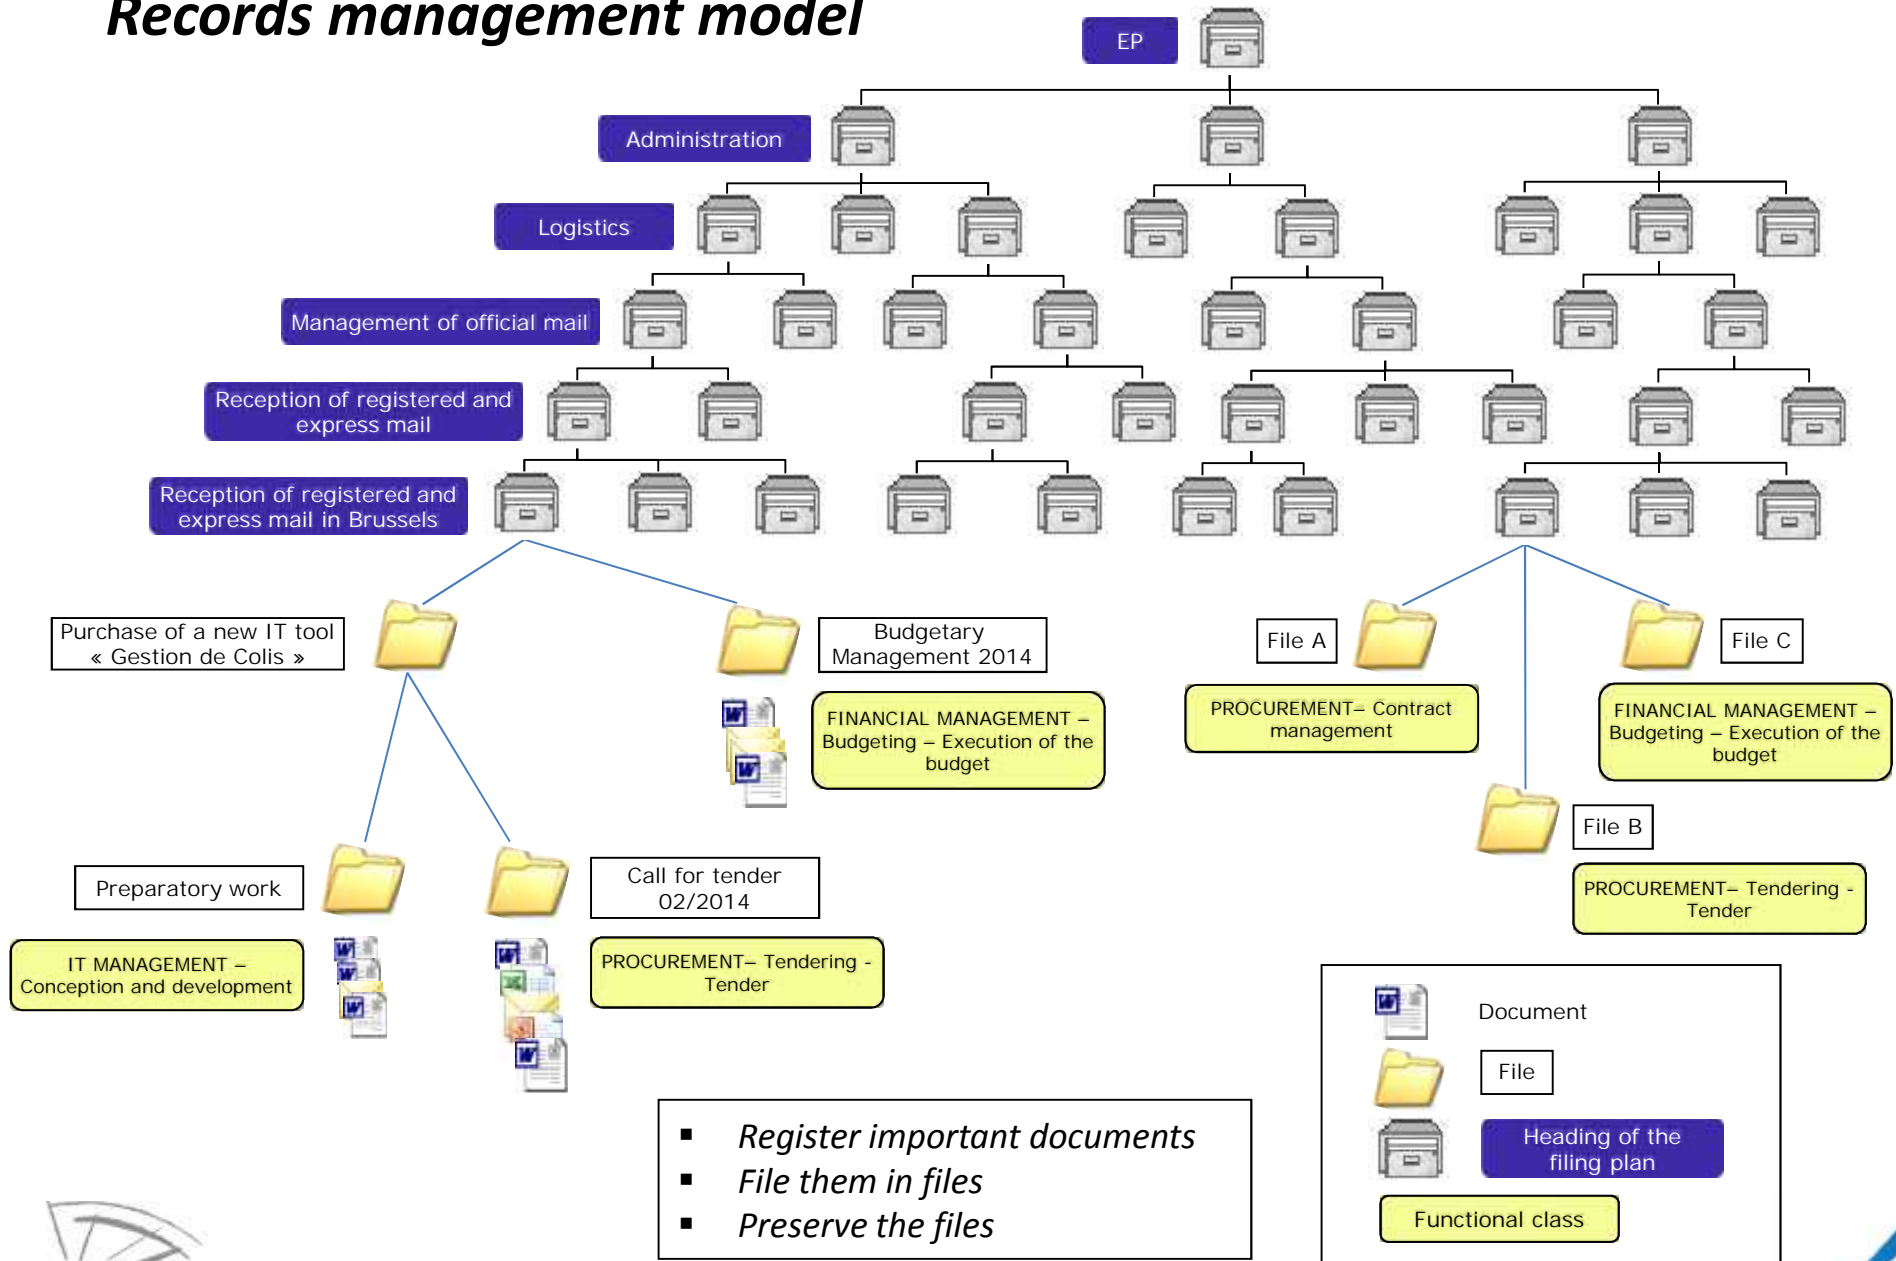 Records management model
EP
Administration
Logistics
Management of official mail
Reception of registered and
express mail
Reception of registered and
express mail in Brussels
Purchase of a new IT tool
« Gestion de Colis »
Budgetary
Management 2014
FINANCIAL MANAGEMENT –
Budgeting – Execution of the
budget
File A
PROCUREMENT– Contract
management
File C
FINANCIAL MANAGEMENT –
Budgeting – Execution of the
budget
File B
PROCUREMENT– Tendering -
Tender
Preparatory work
IT MANAGEMENT –
Conception and development
Call for tender
02/2014
PROCUREMENT– Tendering -
Tender
▪ Register important documents
▪ File them in files
▪ Preserve the files
Document
File
Heading of the
filing plan
Functional class